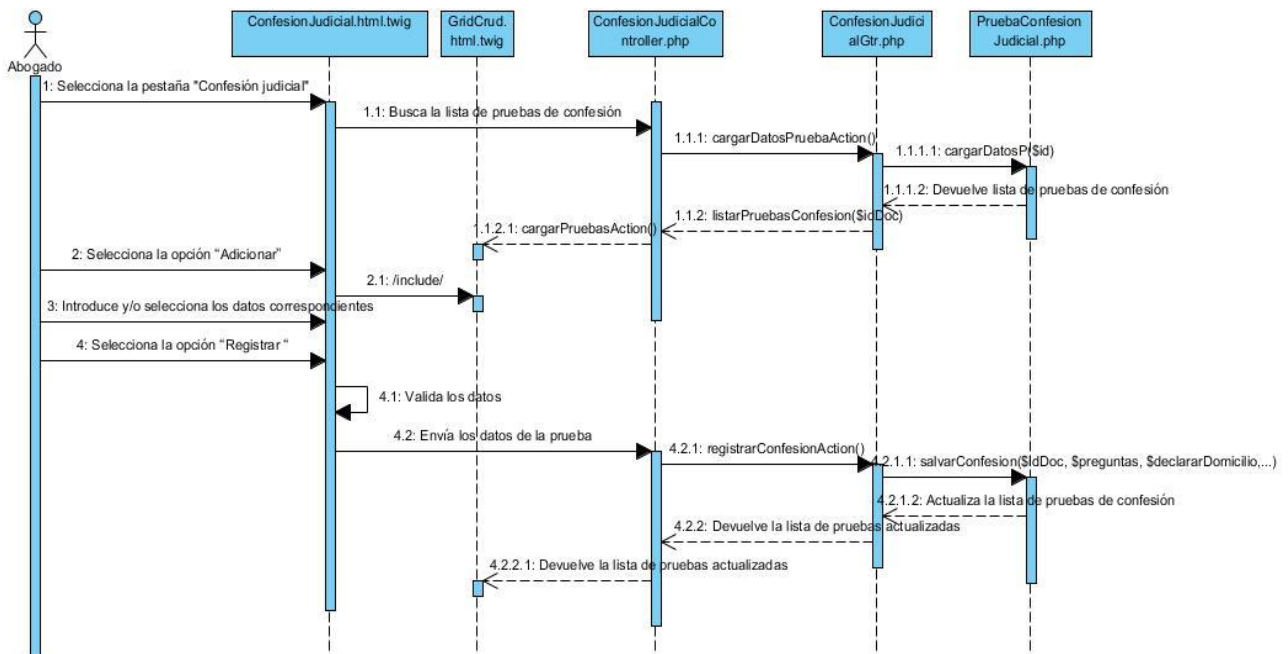 ConfesionJudicial.html.twig
GridCrud.
html.twig
ConfesionJudicialCo
ntroller.php
ConfesionJudici
alGtr.php
PruebaConfesion
Judicial.php
Abogado
1: Selecciona la pestaña "Confesión judicial"
1.1: Busca la lista de pruebas de confesión
1.1.1: cargarDatosPruebaAction()
1.1.1.1: cargarDatosP($id)
1.1.1.2: Devuelve lista de pruebas de confesión
1.1.2: listarPruebasConfesion($idDoc)
1.1.2.1: cargarPruebasAction()
2: Selecciona la opción “Adicionar”
2.1: /include/
3: Introduce y/o selecciona los datos correspondientes
4: Selecciona la opción “Registrar “
4.1: Valida los datos
4.2: Envía los datos de la prueba
4.2.1: registrarConfesionAction()
4.2.1.1: salvarConfesion($idDoc, $preguntas, $declararDomicilio,...)
4.2.1.2: Actualiza la lista de pruebas de confesión
4.2.2: Devuelve la lista de pruebas actualizadas
4.2.2.1: Devuelve la lista de pruebas actualizadas